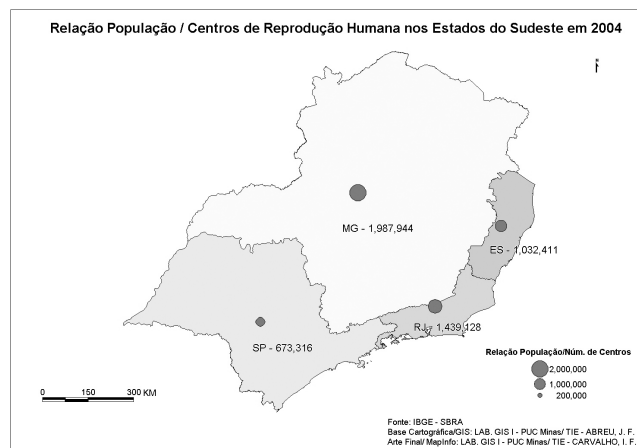 Relação População / Centros de Reprodução Humana nos Estados do Sudeste em 2004
MG - 1,987,944
ES - 1,032,411
RJ - 1,439,128
SP - 673,316
Relação População/Núm. de Centros
2,000,000
1,000,000
200,000
0 150 300 KM
Fonte: IBGE - SBRA
Base Cartográfica/GIS: LAB. GIS I - PUC Minas/ TIE - ABREU, J. F.
Arte Final/ MapInfo: LAB. GIS I - PUC Minas/ TIE - CARVALHO, I. F.